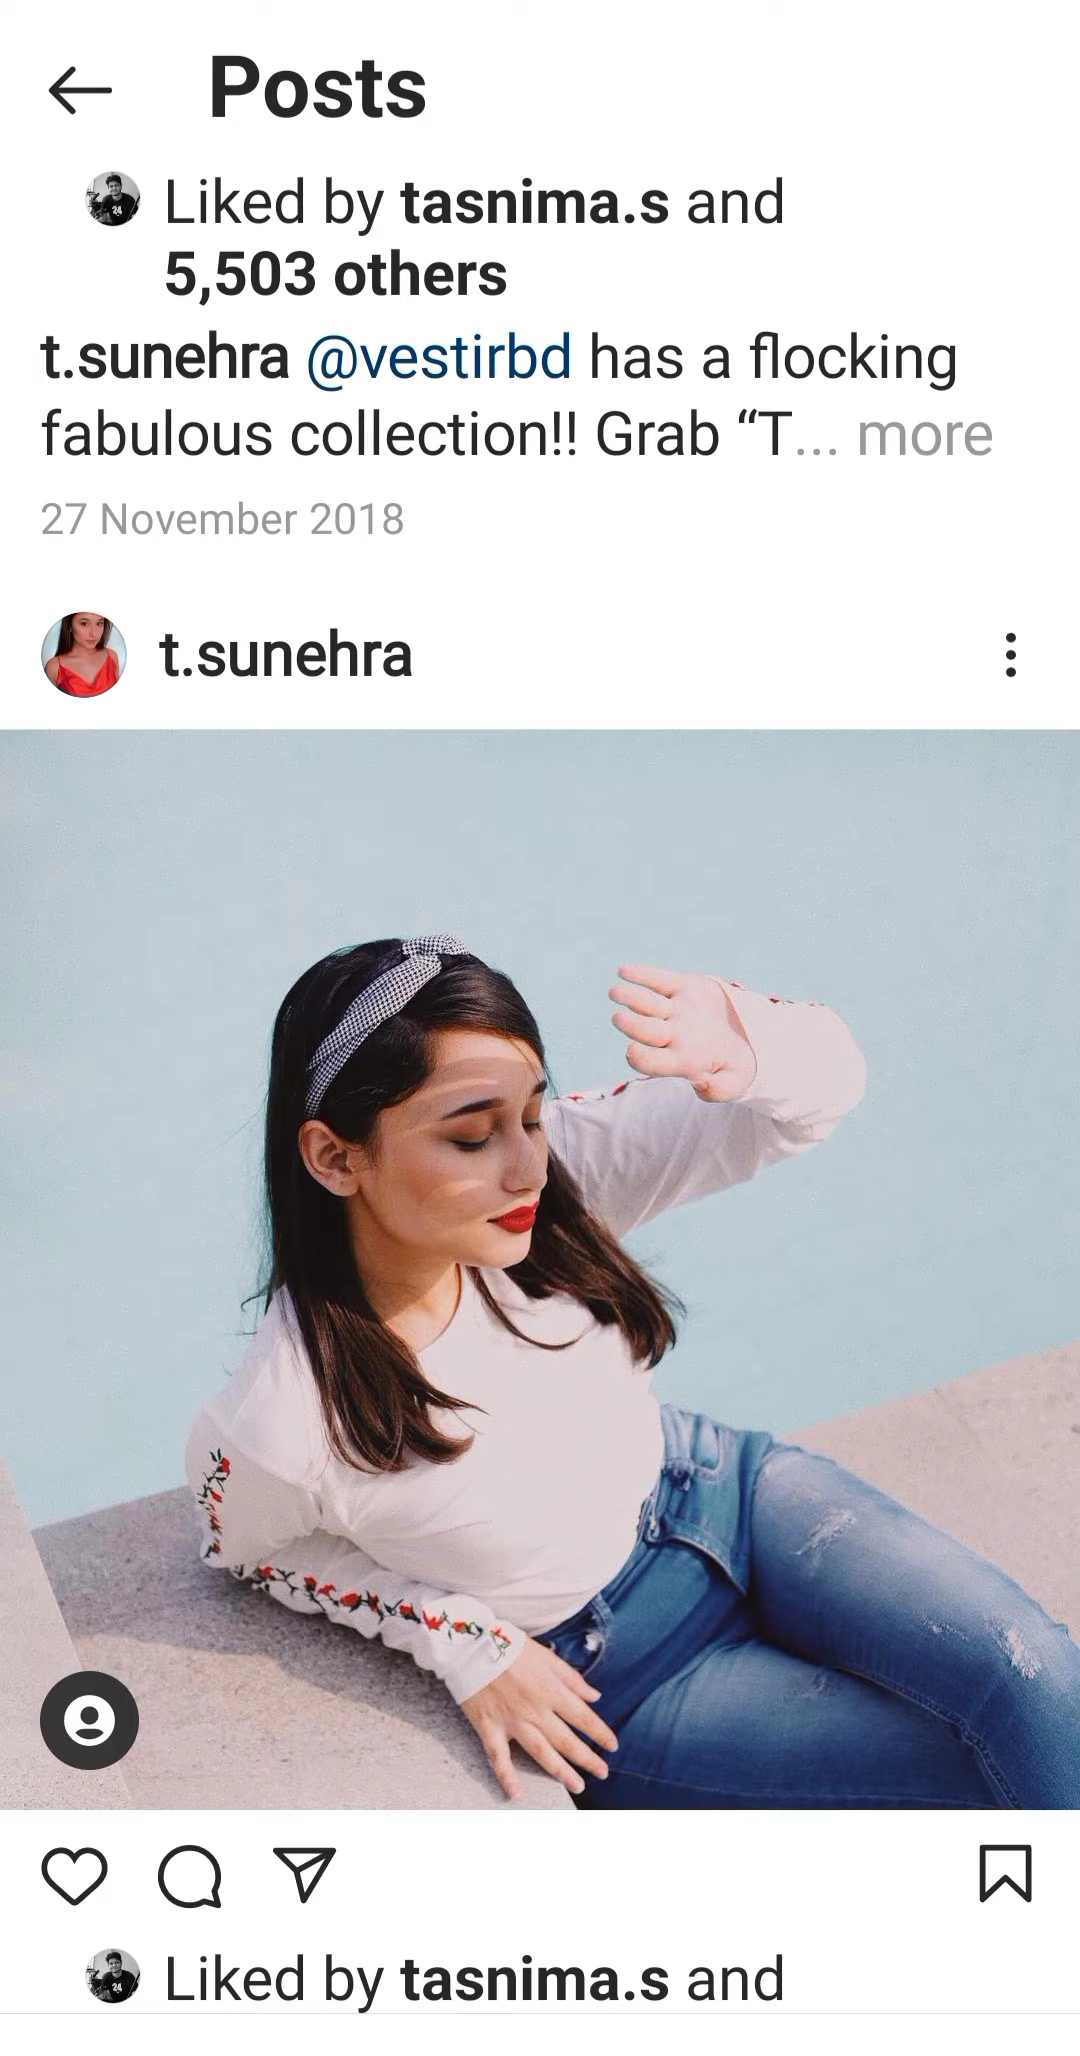 Posts
Liked by tasnima.s and
5,503 others
t.sunehra @vestirbd has a flocking
fabulous collection!! Grab “T... more
27 November 2018
t.sunehra
Liked by tasnima.s and